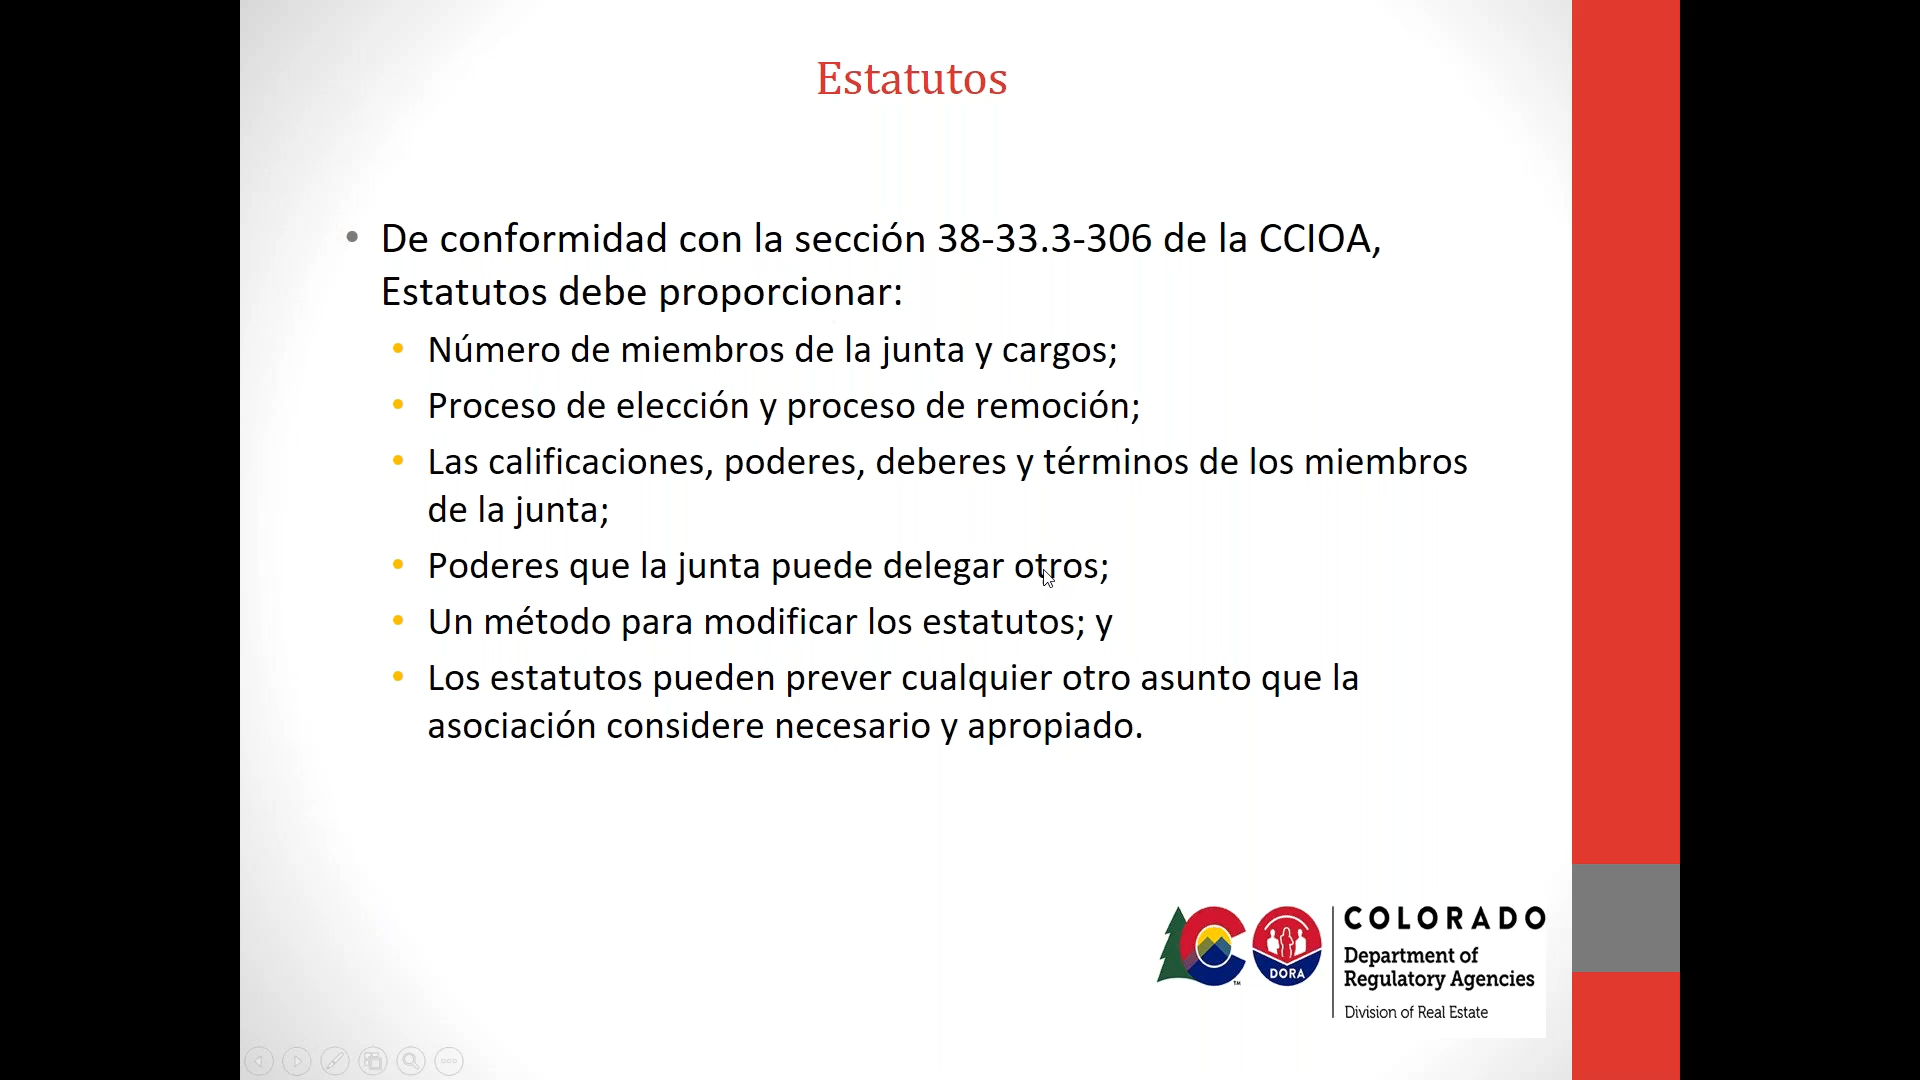 Estatutos
De conformidad con la sección 38-33.3-306 de la CCIOA,
Estatutos debe proporcionar:
Número de miembros de la junta y cargos;
Proceso de elección y proceso de remoción;
Las calificaciones, poderes, deberes y términos de los miembros
de la junta;
Poderes que la junta puede delegar otros;
Un método para modificar los estatutos; y
Los estatutos pueden prever cualquier otro asunto que la
asociación considere necesario y apropiado.
TM
DORA
COLORADO
Department of
Regulatory Agencies
Division of Real Estate